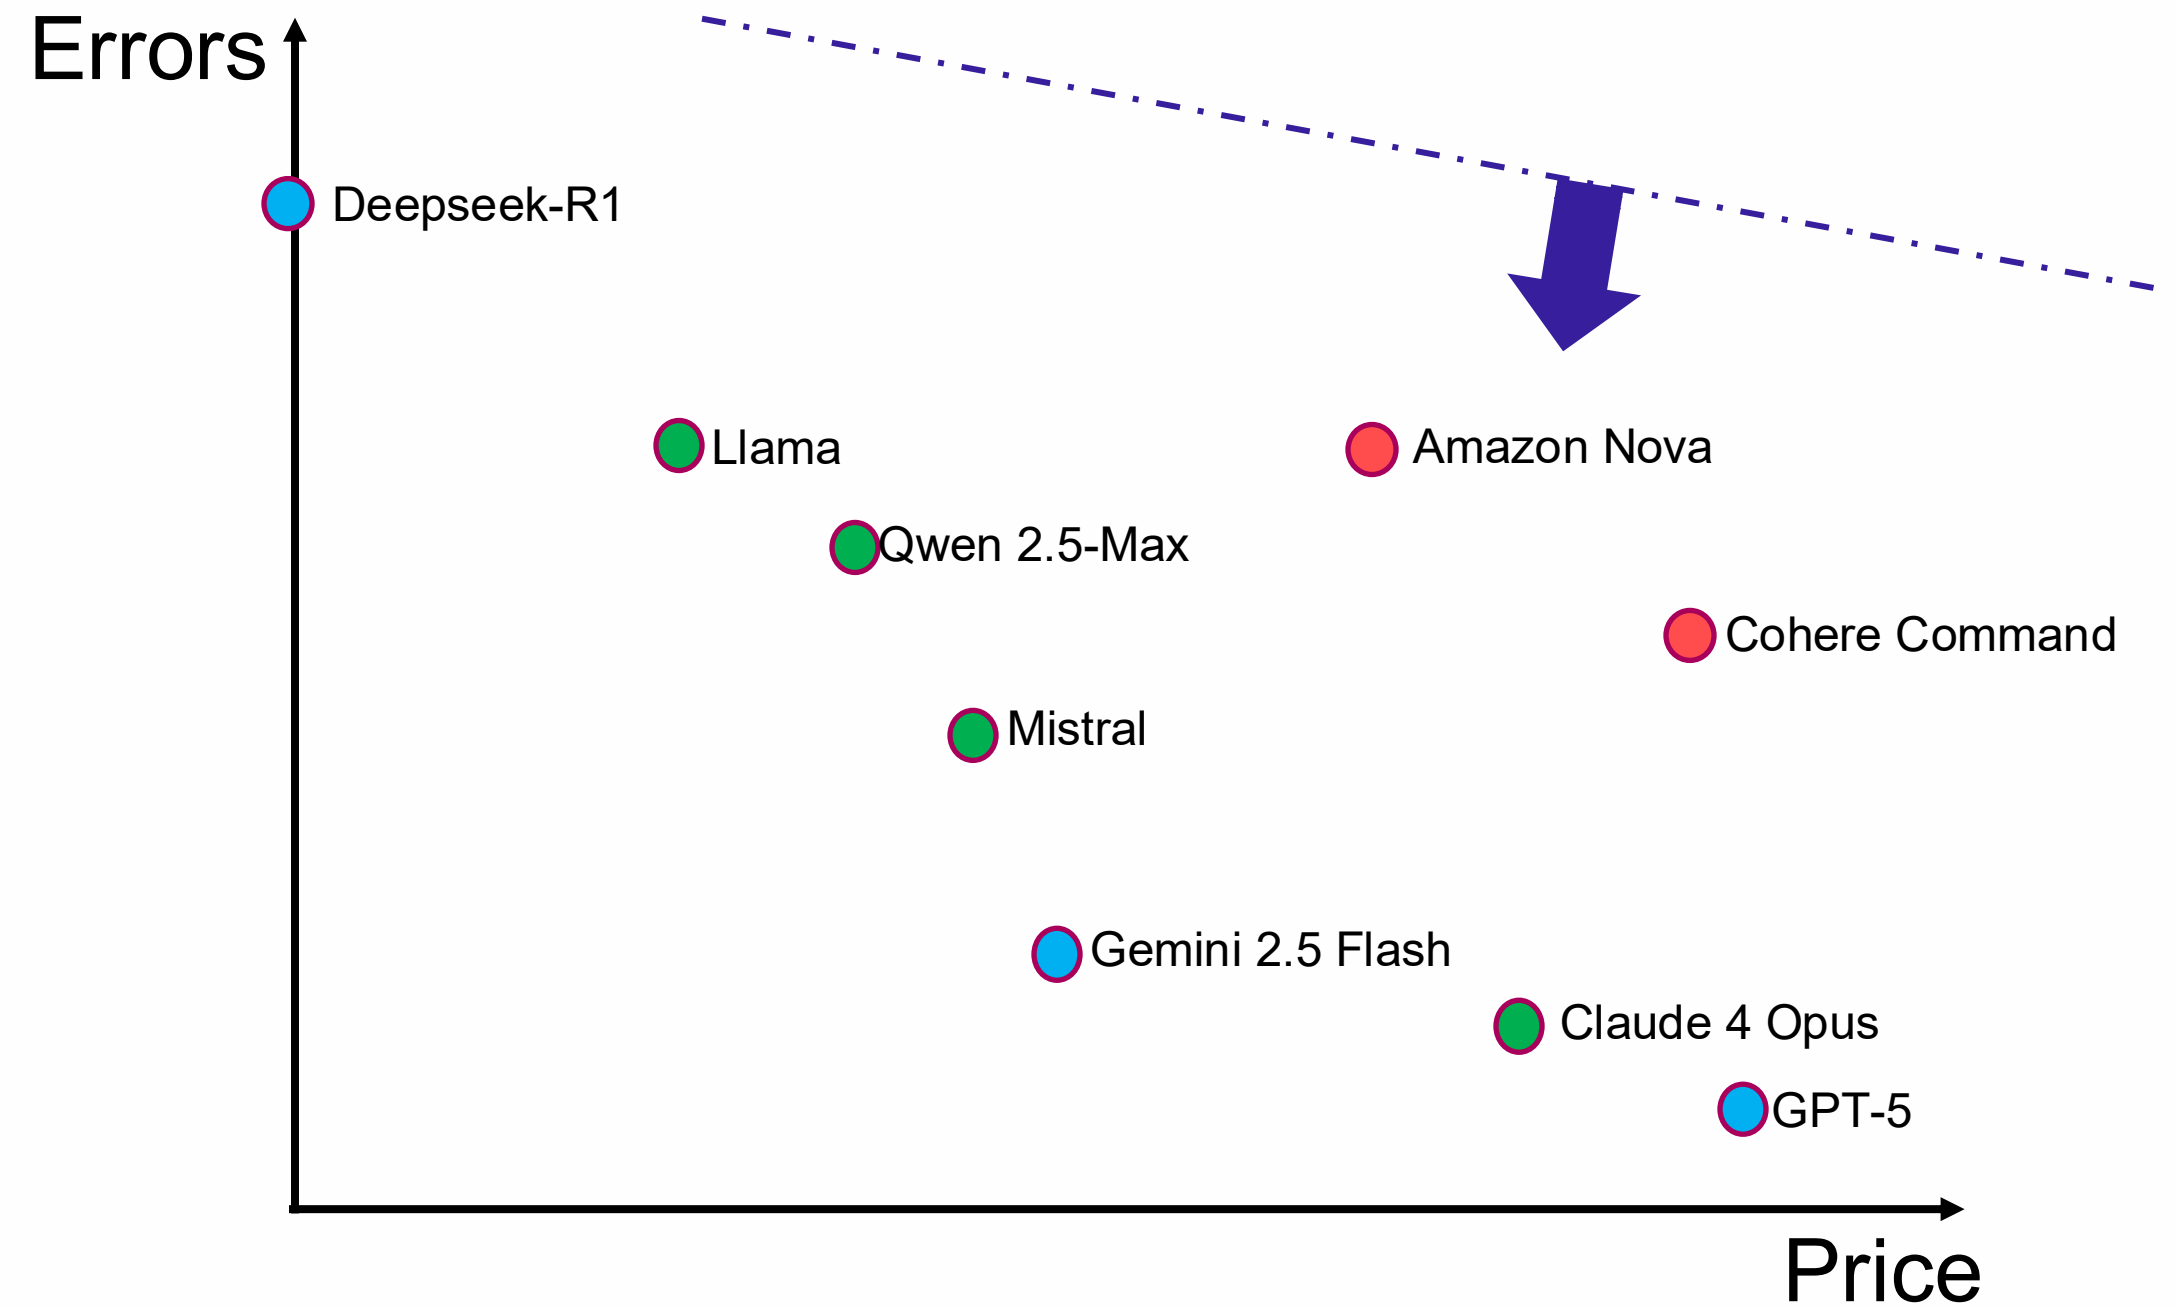 Errors
Deepseek-R1
Llama
Amazon Nova
Qwen 2.5-Max
Cohere Command
Mistral
Gemini 2.5 Flash
Claude 4 Opus
GPT-5
Price